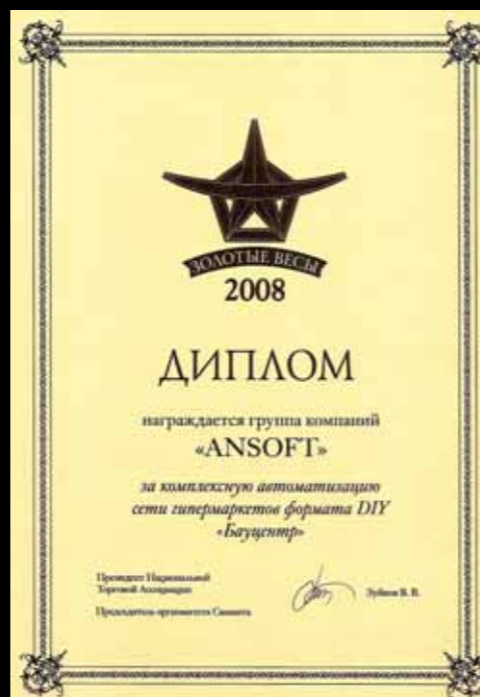 ЗОЛОТЫЕ ВЕСЫ
2008
ДИПЛОМ
награждается группа компаний
«ANSOFT»
за комплексную автоматизацию
сети гипермаркетов формата DIY
«Бауцентр»
Президент Национальной
Торговой Ассоциации
Председатель оргкомитета Саммита
В. В.